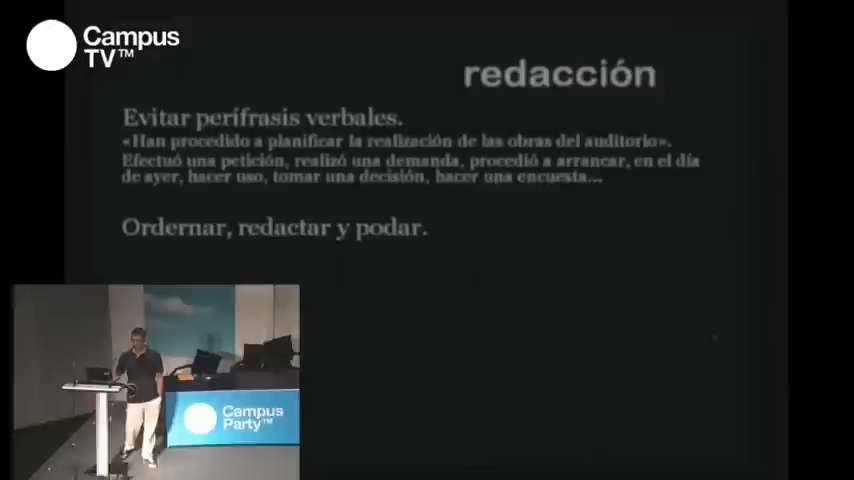 Campus
TV™
redacción
Evitar perífrasis verbales.
«Han procedido a planificar la realización de las obras del auditorio».
Efectuó una petición, realizó una demanda, procedió a arrancar, en el día
de ayer, hacer uso, tomar una decisión, hacer una encuesta...
Ordernar, redactar y podar.
Campus
Party™